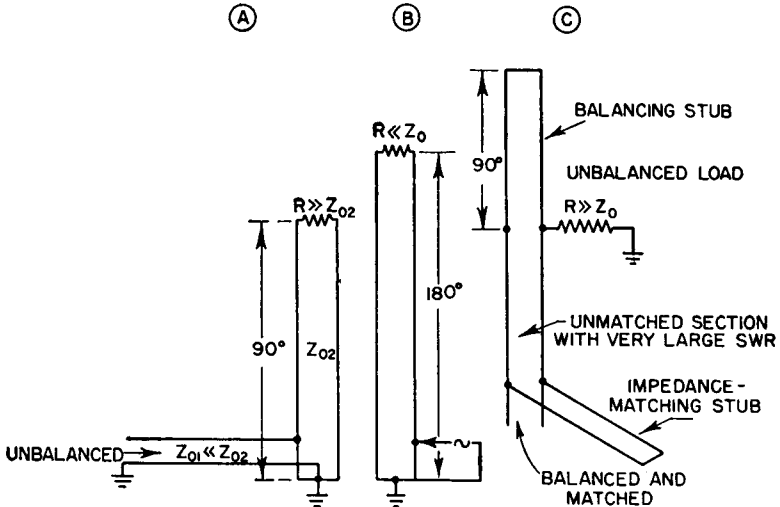 A
B
C
R≫Z02
90°
Z02
UNBALANCED
Z01≪Z02
R≪Z0
180°
~
90°
BALANCING STUB
UNBALANCED LOAD
R≫Z0
UNMATCHED SECTION
WITH VERY LARGE SWR
IMPEDANCE-
MATCHING STUB
BALANCED AND
MATCHED